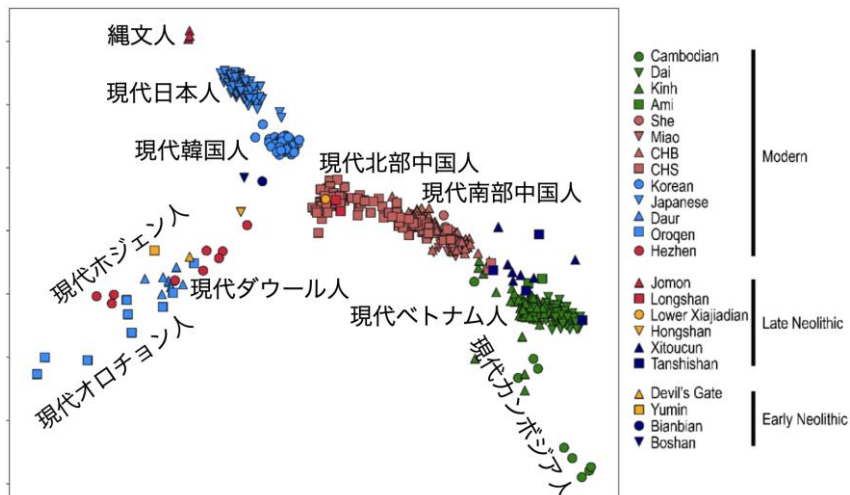 縄文人
現代日本人
現代韓国人
現代北部中国人
現代南部中国人
現代ホジェン人
現代ダウール人
現代オロチョン人
現代ベトナム人
現代カンボジア人
Cambodian
Dai
Kinh
Ami
She
Miao
CHB
CHS
Korean
Japanese
Daur
Oroqen
Hezhen
Modern
Jomon
Longshan
Lower Xiajiadian
Hongshan
Xitoucun
Tanshishan
Late Neolithic
Devil's Gate
Yumin
Bianbian
Boshan
Early Neolithic